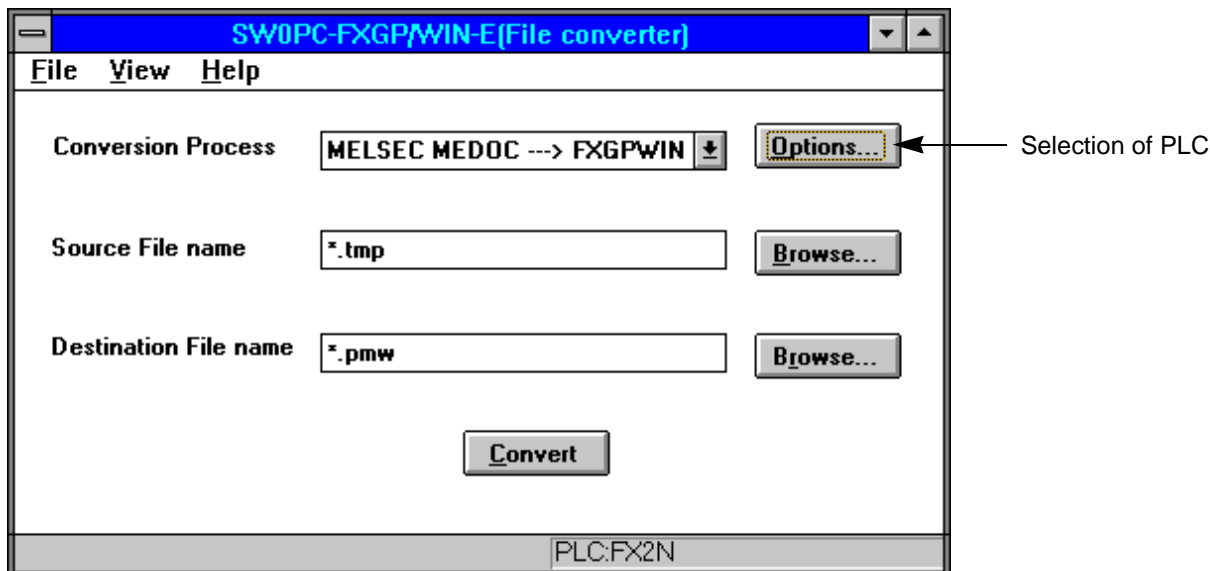 SW0PC-FXGP/WIN-E(File converter)
File View Help
Conversion Process MELSEC MEDOC ---> FXGPWIN Options... Selection of PLC
Source File name *.tmp Browse...
Destination File name *.pmw Browse...
Convert
PLC:FX2N